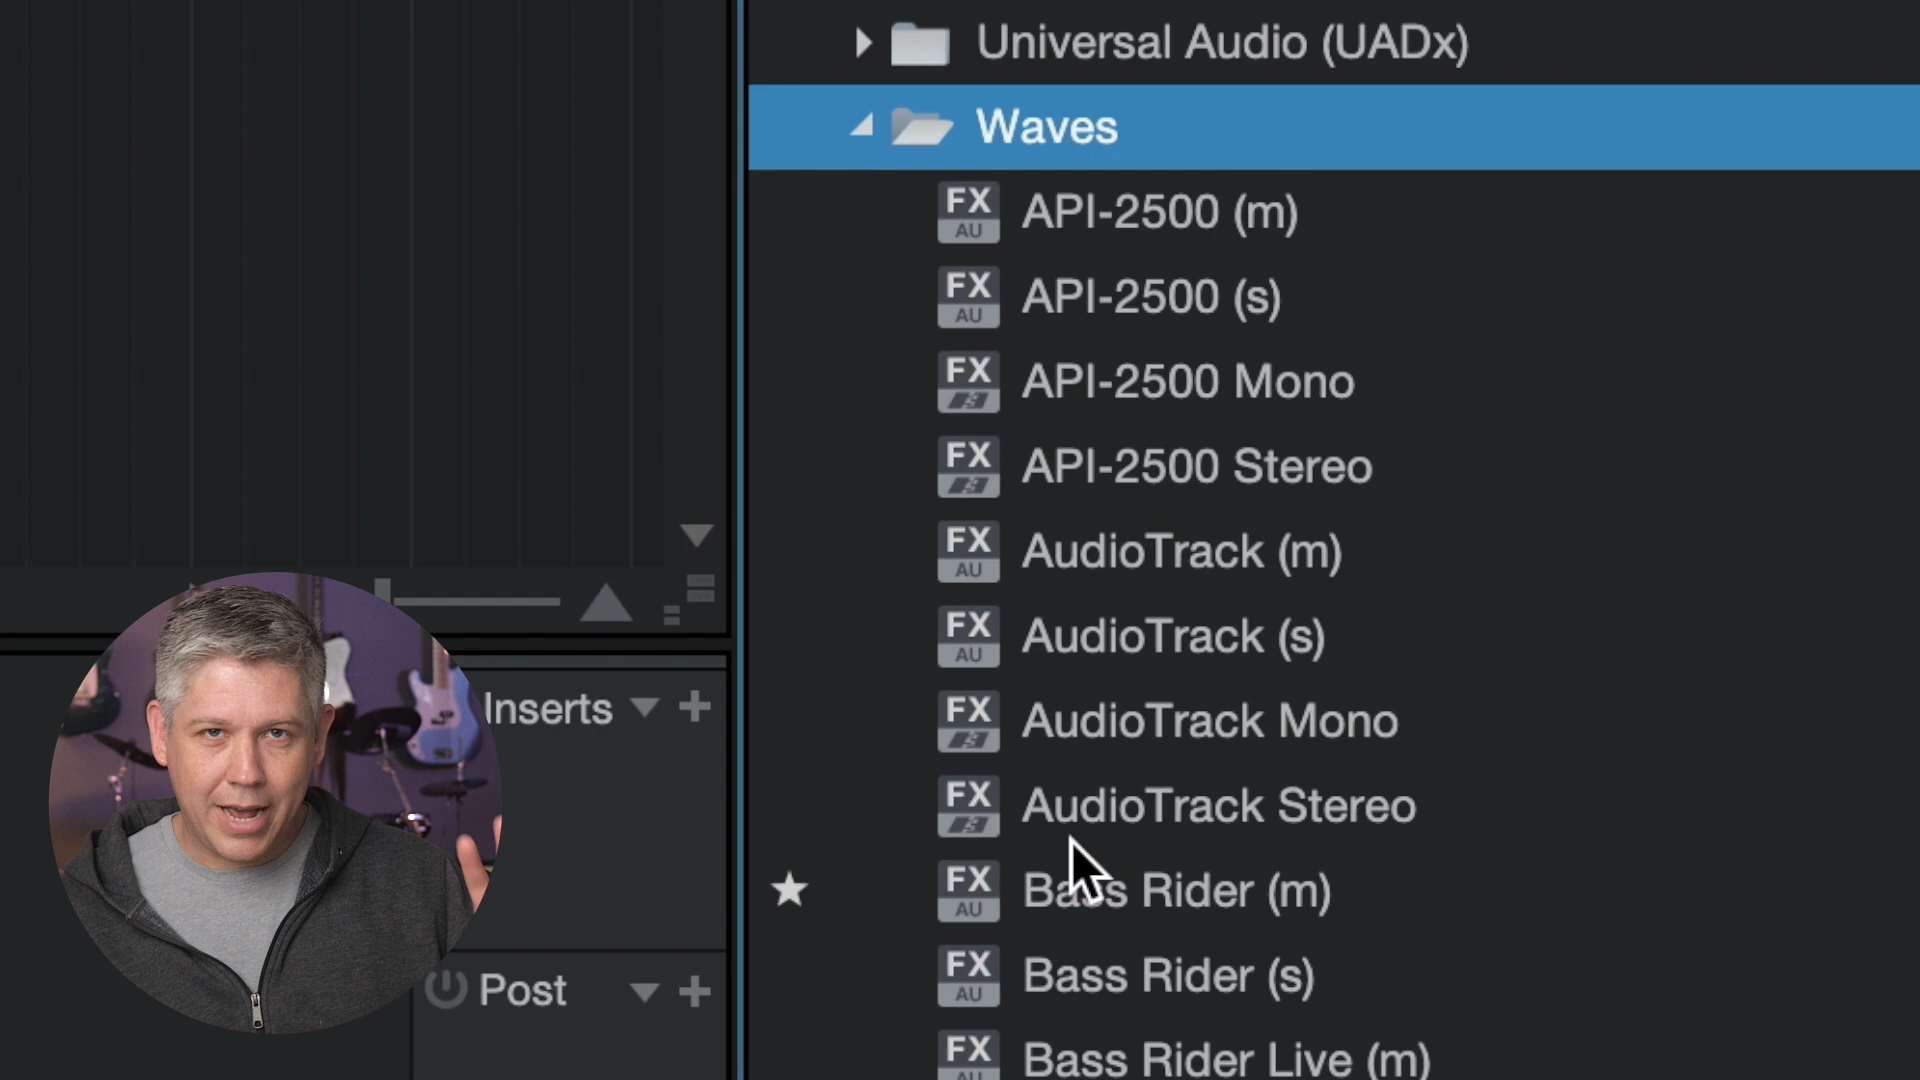 Universal Audio (UADx)
Waves
FX AU API-2500 (m)
FX AU API-2500 (s)
FX API-2500 Mono
FX API-2500 Stereo
FX AU AudioTrack (m)
FX AU AudioTrack (s)
FX AudioTrack Mono
FX AudioTrack Stereo
FX AU Bass Rider (m)
FX AU Bass Rider (s)
FX AU Bass Rider Live (m)
Inserts
Post